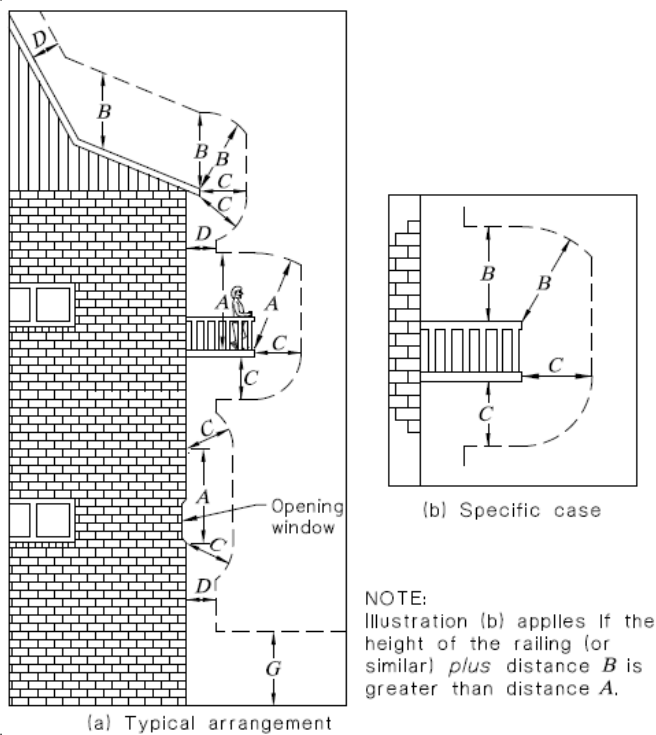 D
B
B
B
C
C
D
A
A
C
C
C
A
Opening
window
C
D
G
(a) Typical arrangement
B
B
C
C
(b) Specific case
NOTE:
Illustration (b) applies If the
height of the railing (or
similar) plus distance B is
greater than distance A.